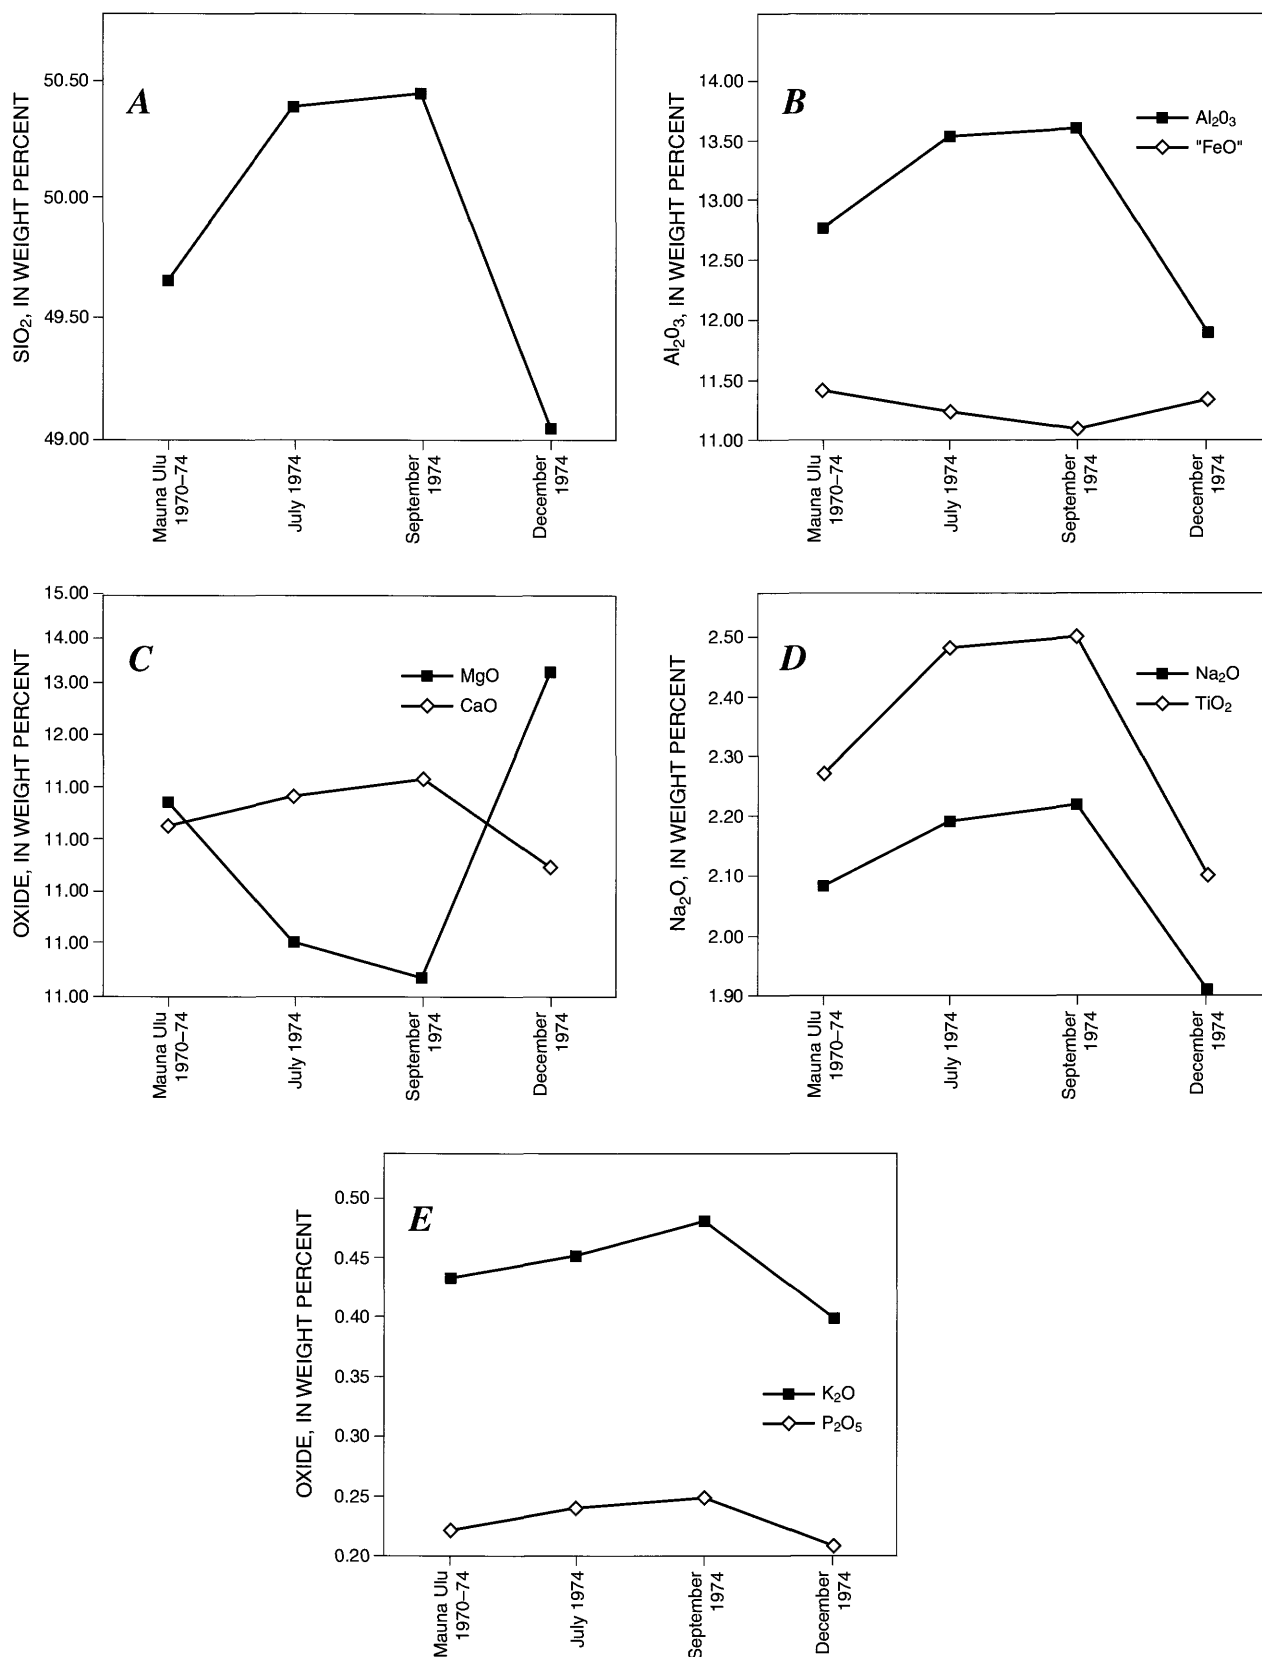 A
SIO2, IN WEIGHT PERCENT
50.50
50.00
49.50
49.00
Mauna Ulu
1970–74
July 1974
September
1974
December
1974
B
Al2O3, IN WEIGHT PERCENT
14.00
13.50
13.00
12.50
12.00
11.50
11.00
Al2O3
"FeO"
Mauna Ulu
1970–74
July 1974
September
1974
December
1974
C
OXIDE, IN WEIGHT PERCENT
15.00
14.00
13.00
12.00
11.00
11.00
11.00
11.00
11.00
MgO
CaO
Mauna Ulu
1970–74
July 1974
September
1974
December
1974
D
Na2O, IN WEIGHT PERCENT
2.50
2.40
2.30
2.20
2.10
2.00
1.90
Na2O
TiO2
Mauna Ulu
1970–74
July 1974
September
1974
December
1974
E
OXIDE, IN WEIGHT PERCENT
0.50
0.45
0.40
0.35
0.30
0.25
0.20
K2O
P2O5
Mauna Ulu
1970–74
July 1974
September
1974
December
1974